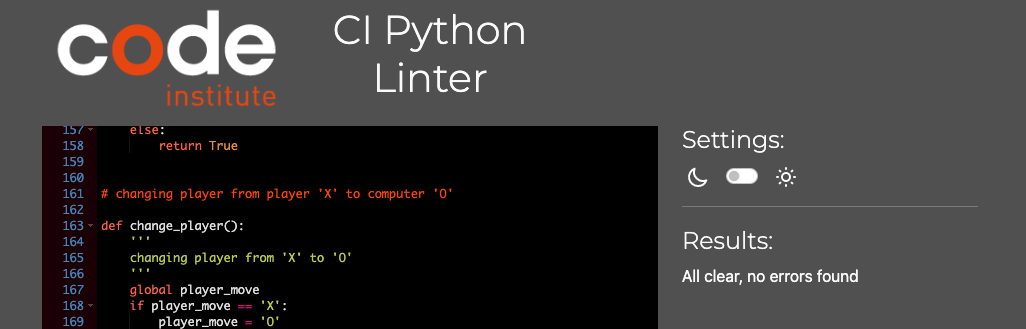 code
institute
CI Python
Linter
157 else:
158 return True
159
160
161 # changing player from player 'X' to computer 'O'
162
163 def change_player():
164 '''
165 changing player from 'X' to 'O'
166 '''
167 global player_move
168 if player_move == 'X':
169 player_move = 'O'
Settings:
Results:
All clear, no errors found